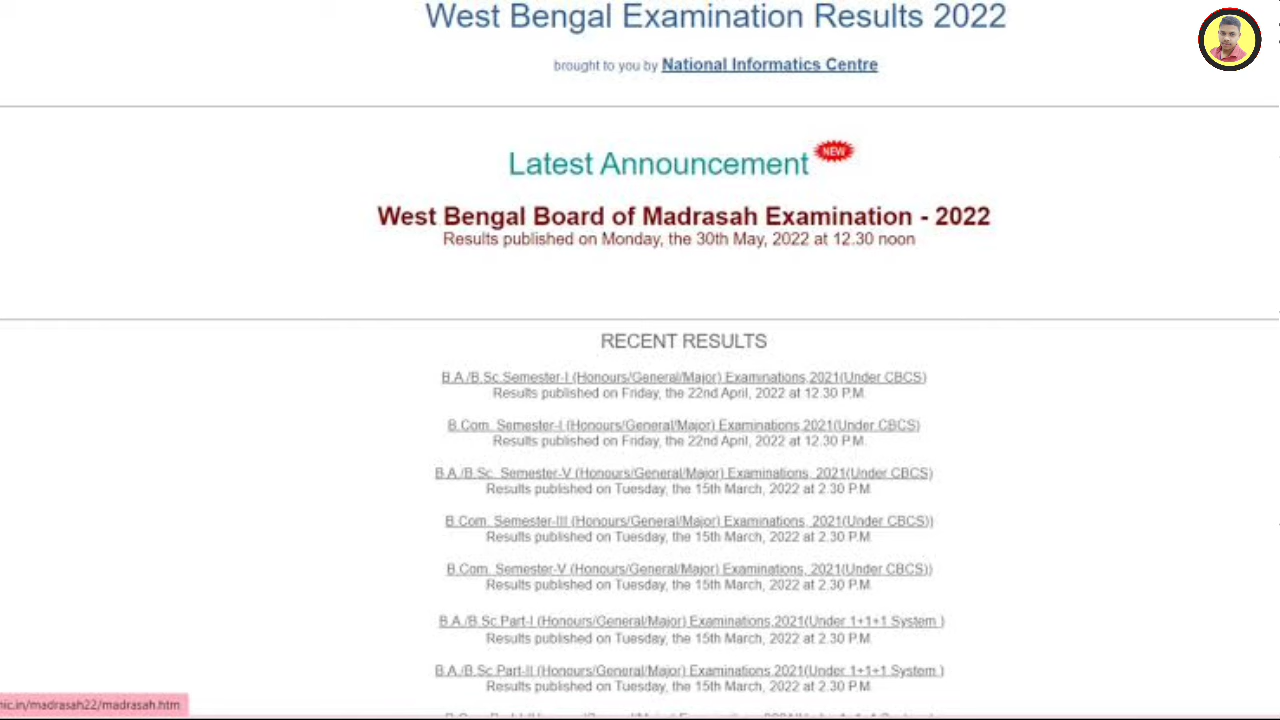 West Bengal Examination Results 2022
brought to you by National Informatics Centre
Latest Announcement NEW
West Bengal Board of Madrasah Examination - 2022
Results published on Monday, the 30th May, 2022 at 12.30 noon
RECENT RESULTS
B.A./B.Sc.Semester-I (Honours/General/Major) Examinations,2021(Under CBCS)
Results published on Friday, the 22nd April, 2022 at 12.30 P.M.
B.Com. Semester-I (Honours/General/Major) Examinations,2021(Under CBCS)
Results published on Friday, the 22nd April, 2022 at 12.30 P.M.
B.A./B.Sc. Semester-V (Honours/General/Major) Examinations, 2021(Under CBCS)
Results published on Tuesday, the 15th March, 2022 at 2.30 P.M.
B.Com. Semester-III (Honours/General/Major) Examinations, 2021(Under CBCS))
Results published on Tuesday, the 15th March, 2022 at 2.30 P.M.
B.Com. Semester-V (Honours/General/Major) Examinations, 2021(Under CBCS))
Results published on Tuesday, the 15th March, 2022 at 2.30 P.M.
B.A./B.Sc.Part-I (Honours/General/Major) Examinations,2021(Under 1+1+1 System )
Results published on Tuesday, the 15th March, 2022 at 2.30 P.M.
B.A./B.Sc.Part-II (Honours/General/Major) Examinations,2021(Under 1+1+1 System )
Results published on Tuesday, the 15th March, 2022 at 2.30 P.M.
nic.in/madrasah22/madrasah.htm